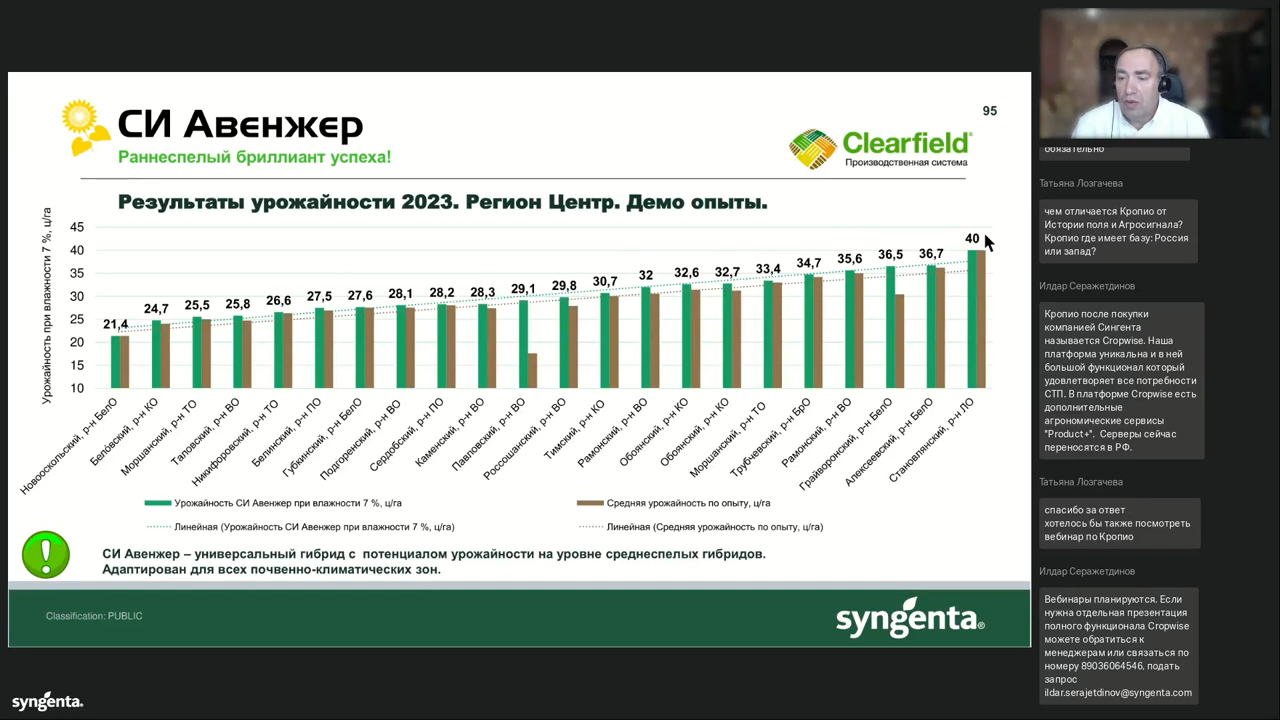 СИ Авенжер
Раннеспелый бриллиант успеха!
95
Clearfield®
Производственная система
Результаты урожайности 2023. Регион Центр. Демо опыты.
Урожайность при влажности 7 %, ц/га
45
40
35
30
25
20
15
10
21,4
24,7
25,5
25,8
26,6
27,5
27,6
28,1
28,2
28,3
29,1
29,8
30,7
32
32,6
32,7
33,4
34,7
35,6
36,5
36,7
40
Новооскольский, р-н БелО
Беловский, р-н КО
Моршанский, р-н ТО
Таловский, р-н ВО
Никифоровский, р-н ТО
Белинский, р-н ПО
Губкинский, р-н БелО
Подгоренский, р-н ВО
Сердобский, р-н ПО
Каменский, р-н ВО
Павловский, р-н ВО
Россошанский, р-н ВО
Тимский, р-н КО
Рамонский, р-н ВО
Обоянский, р-н КО
Обоянский, р-н КО
Моршанский, р-н ТО
Трубчевский, р-н БрО
Рамонский, р-н ВО
Грайворонский, р-н БелО
Алексеевский, р-н БелО
Становлянский, р-н ЛО
Урожайность СИ Авенжер при влажности 7 %, ц/га
Средняя урожайность по опыту, ц/га
Линейная (Урожайность СИ Авенжер при влажности 7 %, ц/га)
Линейная (Средняя урожайность по опыту, ц/га)
СИ Авенжер – универсальный гибрид с потенциалом урожайности на уровне среднеспелых гибридов.
Адаптирован для всех почвенно-климатических зон.
Classification: PUBLIC
syngenta®
syngenta.
обязательно
Татьяна Лозгачева
чем отличается Кропио от
Истории поля и Агросигнала?
Кропио где имеет базу: Россия
или запад?
Илдар Серажетдинов
Кропио после покупки
компанией Сингента
называется Cropwise. Наша
платформа уникальна и в ней
большой функционал который
удовлетворяет все потребности
СТП. В платформе Cropwise есть
дополнительные
агрономические сервисы
"Product+". Серверы сейчас
переносятся в РФ.
Татьяна Лозгачева
спасибо за ответ
хотелось бы также посмотреть
вебинар по Кропио
Илдар Серажетдинов
Вебинары планируются. Если
нужна отдельная презентация
полного функционала Cropwise
можете обратиться к
менеджерам или связаться по
номеру 89036064546, подать
запрос
ildar.serajetdinov@syngenta.com